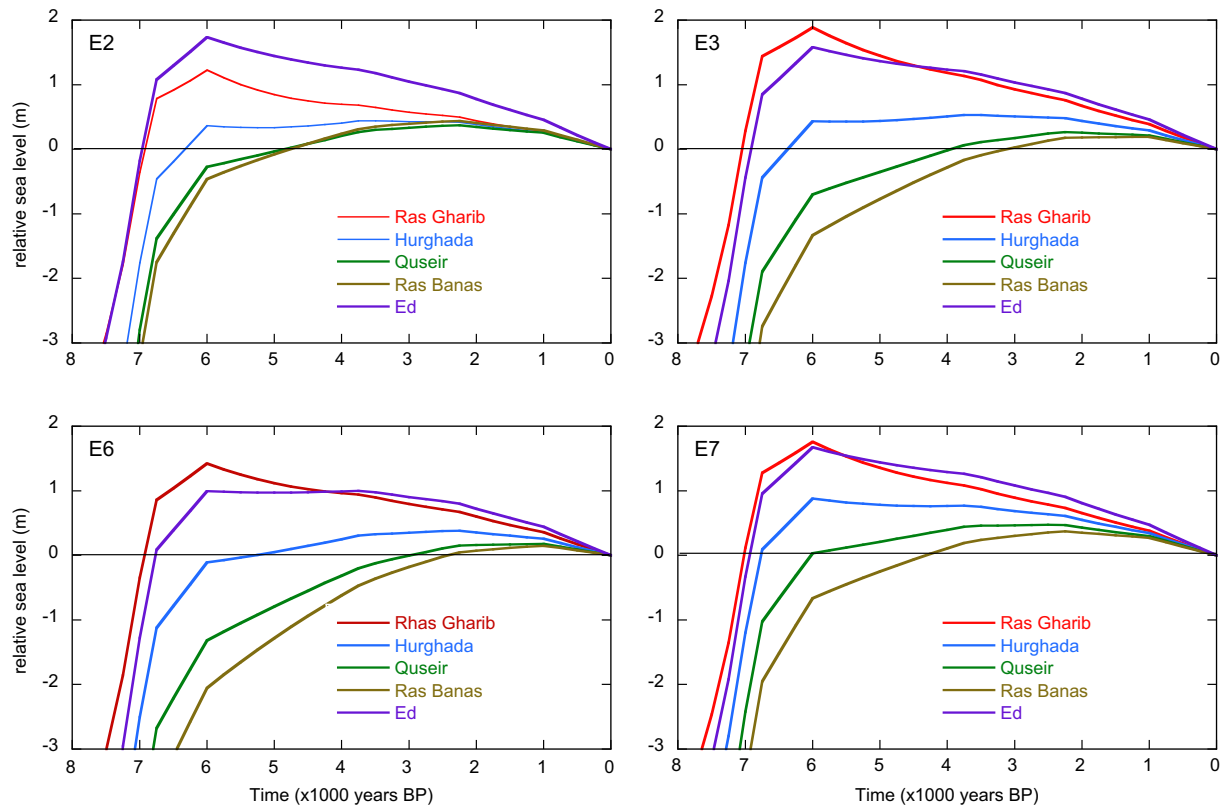 E2
relative sea level (m)
2
1
0
-1
-2
-3
8 7 6 5 4 3 2 1 0
Ras Gharib
Hurghada
Quseir
Ras Banas
Ed
E3
2
1
0
-1
-2
-3
8 7 6 5 4 3 2 1 0
Ras Gharib
Hurghada
Quseir
Ras Banas
Ed
E6
relative sea level (m)
2
1
0
-1
-2
-3
8 7 6 5 4 3 2 1 0
Time (x1000 years BP)
Rhas Gharib
Hurghada
Quseir
Ras Banas
Ed
E7
2
1
0
-1
-2
-3
8 7 6 5 4 3 2 1 0
Time (x1000 years BP)
Ras Gharib
Hurghada
Quseir
Ras Banas
Ed